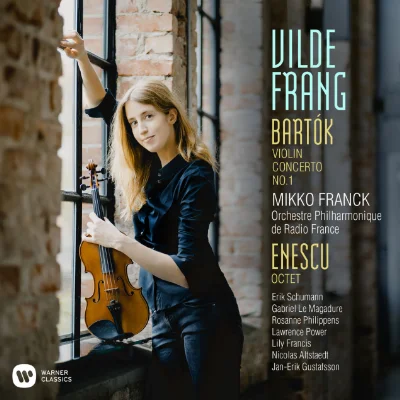 VILDE
FRANG
BARTÓK
VIOLIN
CONCERTO
NO.1
MIKKO FRANCK
Orchestre Philharmonique
de Radio France
ENESCU
OCTET
Erik Schumann
Gabriel Le Magadure
Rosanne Philippens
Lawrence Power
Lily Francis
Nicolas Altstaedt
Jan-Erik Gustafsson
WARNER
CLASSICS